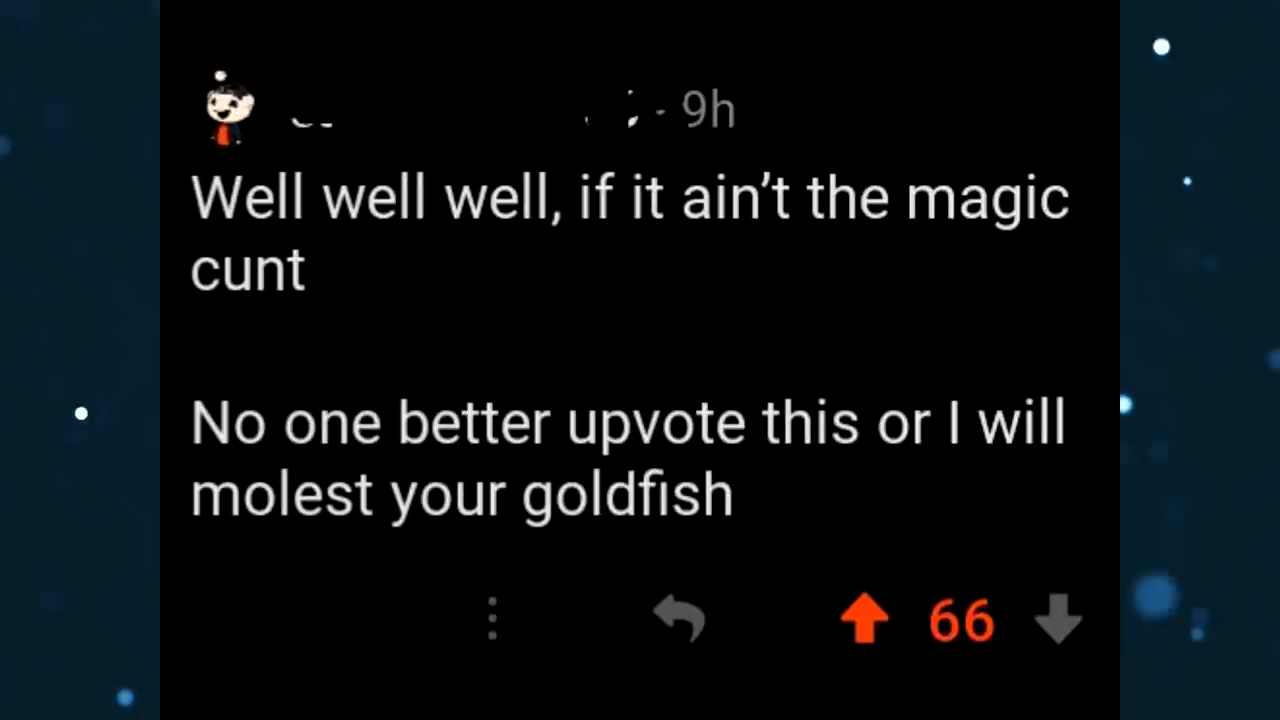 - 9h
Well well well, if it ain’t the magic
cunt
No one better upvote this or I will
molest your goldfish
66